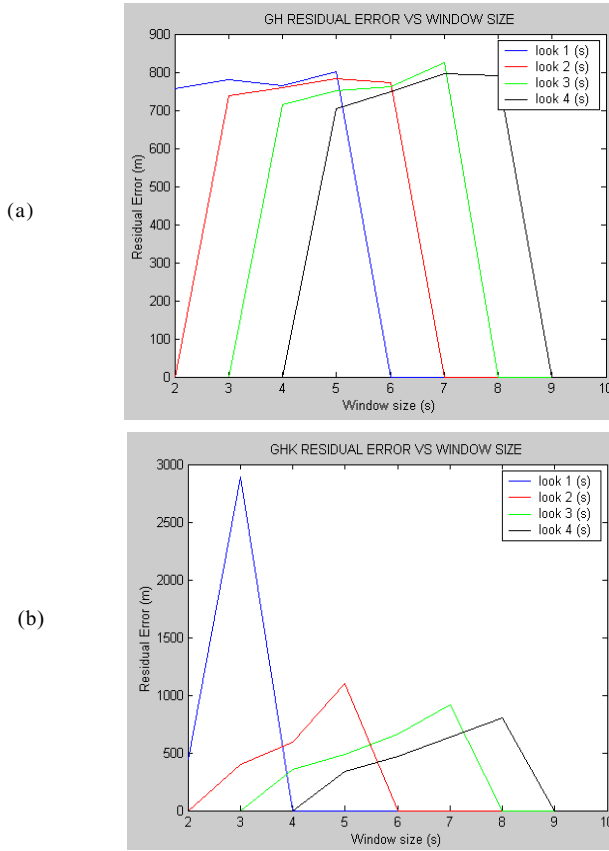 (a)
GH RESIDUAL ERROR VS WINDOW SIZE
Residual Error (m)
900
800
700
600
500
400
300
200
100
0
look 1 (s)
look 2 (s)
look 3 (s)
look 4 (s)
2 3 4 5 6 7 8 9 10
Window size (s)
(b)
GHK RESIDUAL ERROR VS WINDOW SIZE
Residual Error (m)
3000
2500
2000
1500
1000
500
0
look 1 (s)
look 2 (s)
look 3 (s)
look 4 (s)
2 3 4 5 6 7 8 9 10
Window size (s)